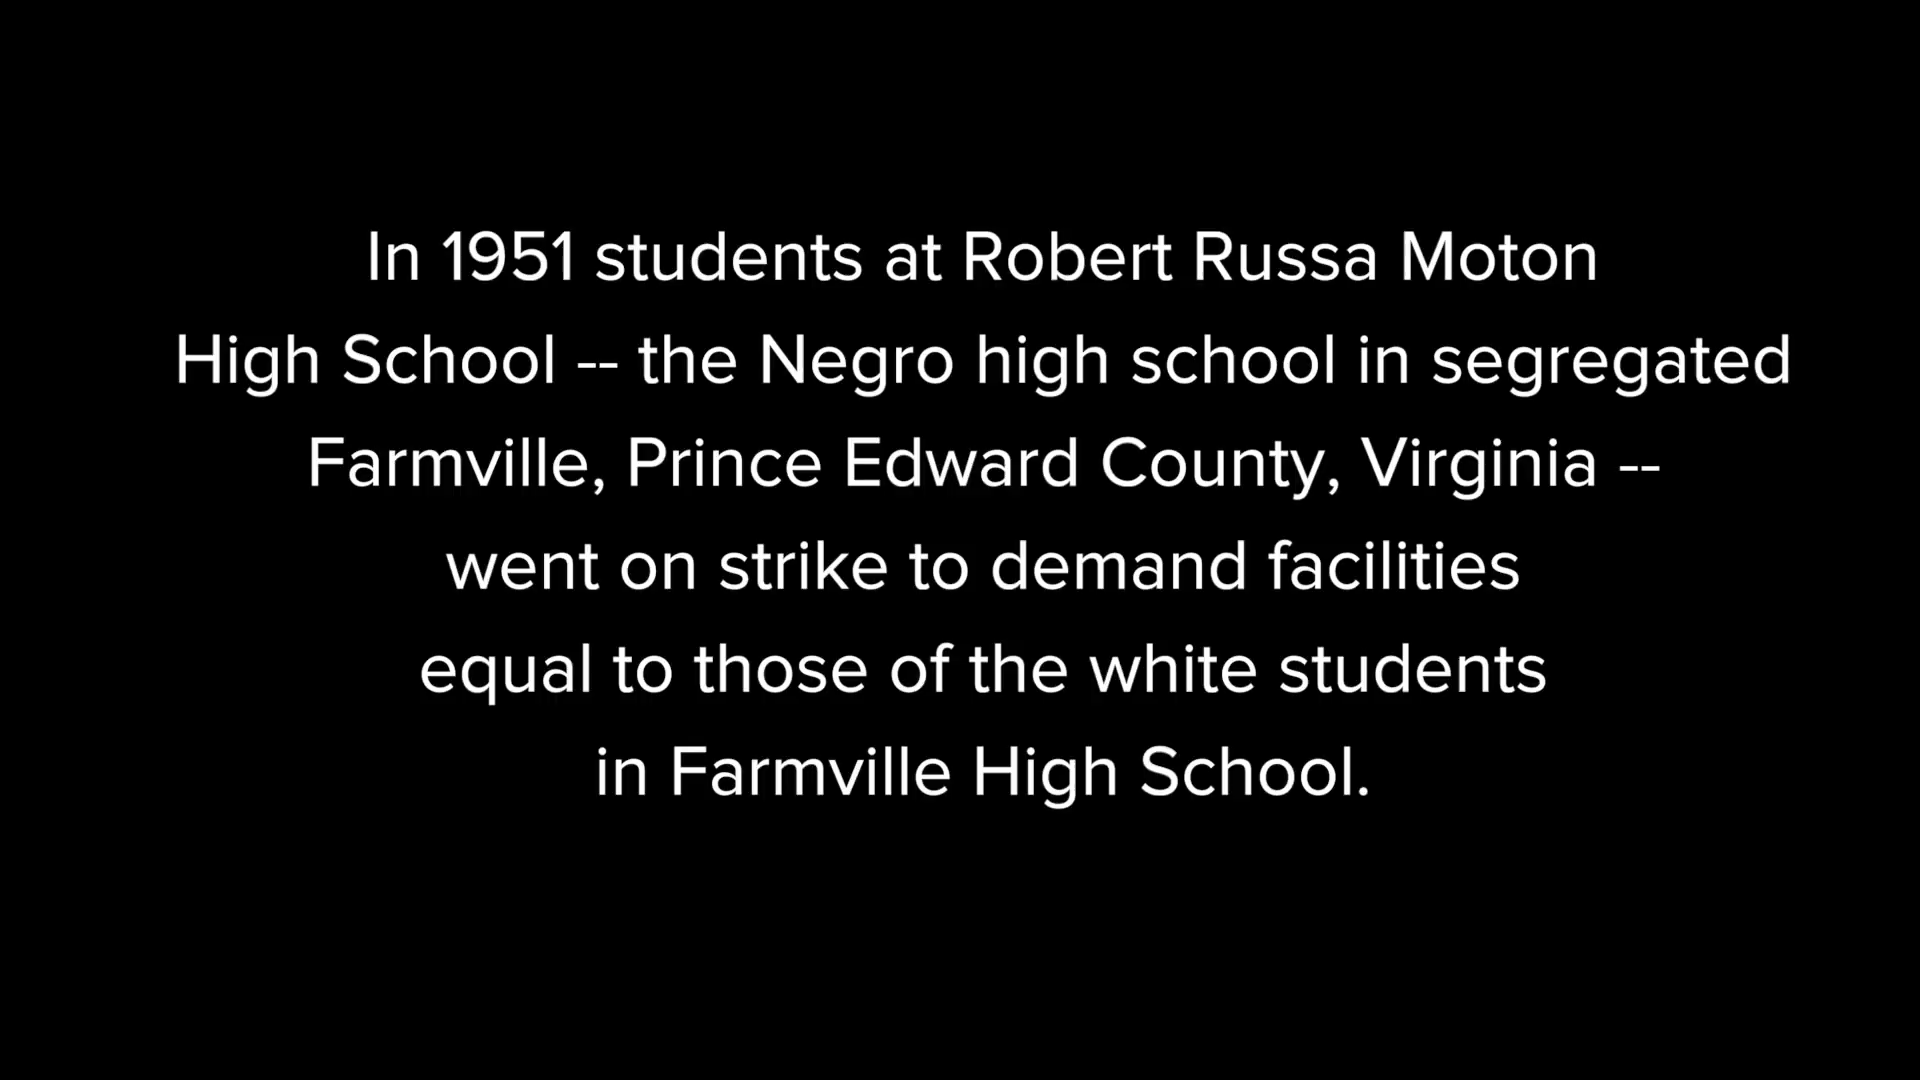 In 1951 students at Robert Russa Moton
High School -- the Negro high school in segregated
Farmville, Prince Edward County, Virginia --
went on strike to demand facilities
equal to those of the white students
in Farmville High School.